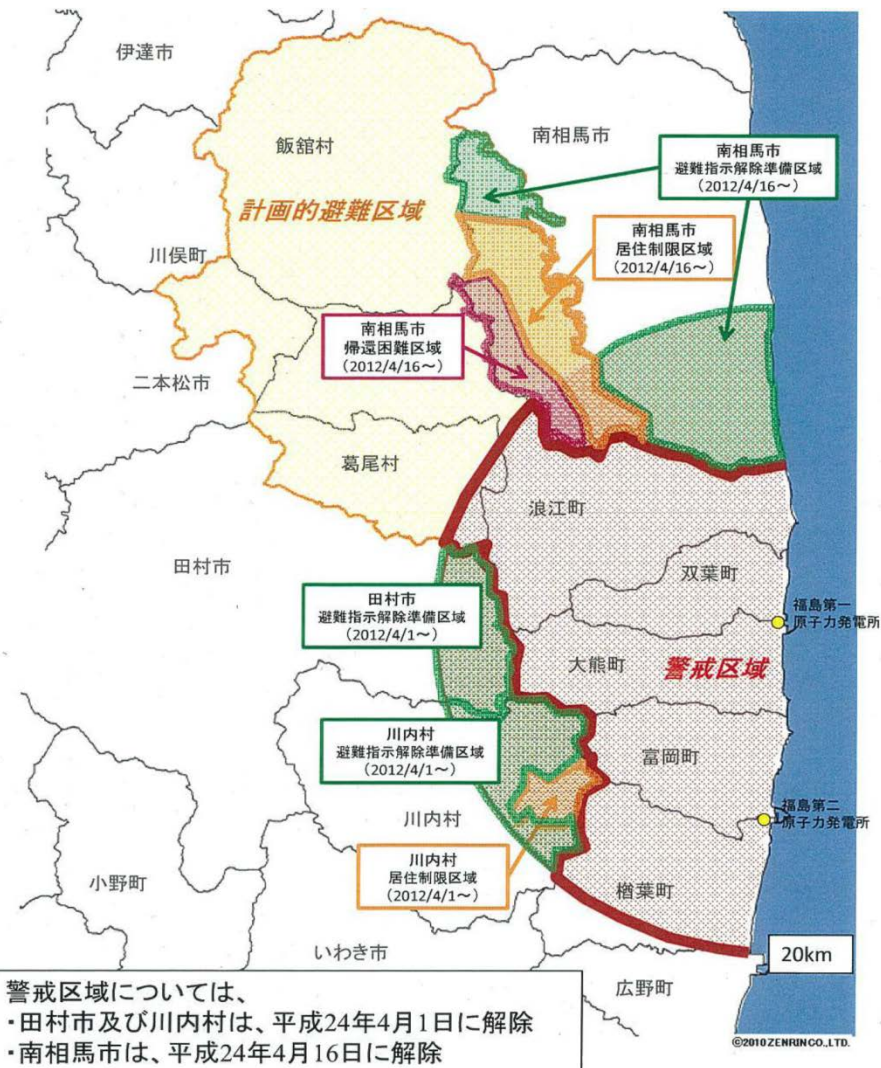 伊達市
飯舘村
南相馬市
南相馬市
避難指示解除準備区域
(2012/4/16～)
計画的避難区域
南相馬市
居住制限区域
(2012/4/16～)
川俣町
南相馬市
帰還困難区域
(2012/4/16～)
二本松市
葛尾村
浪江町
田村市
双葉町
田村市
避難指示解除準備区域
(2012/4/1～)
福島第一
原子力発電所
大熊町
警戒区域
川内村
避難指示解除準備区域
(2012/4/1～)
富岡町
川内村
福島第二
原子力発電所
川内村
居住制限区域
(2012/4/1～)
小野町
楢葉町
いわき市
20km
広野町
警戒区域については、
・田村市及び川内村は、平成24年4月1日に解除
・南相馬市は、平成24年4月16日に解除
©2010ZENRINCO.,LTD.